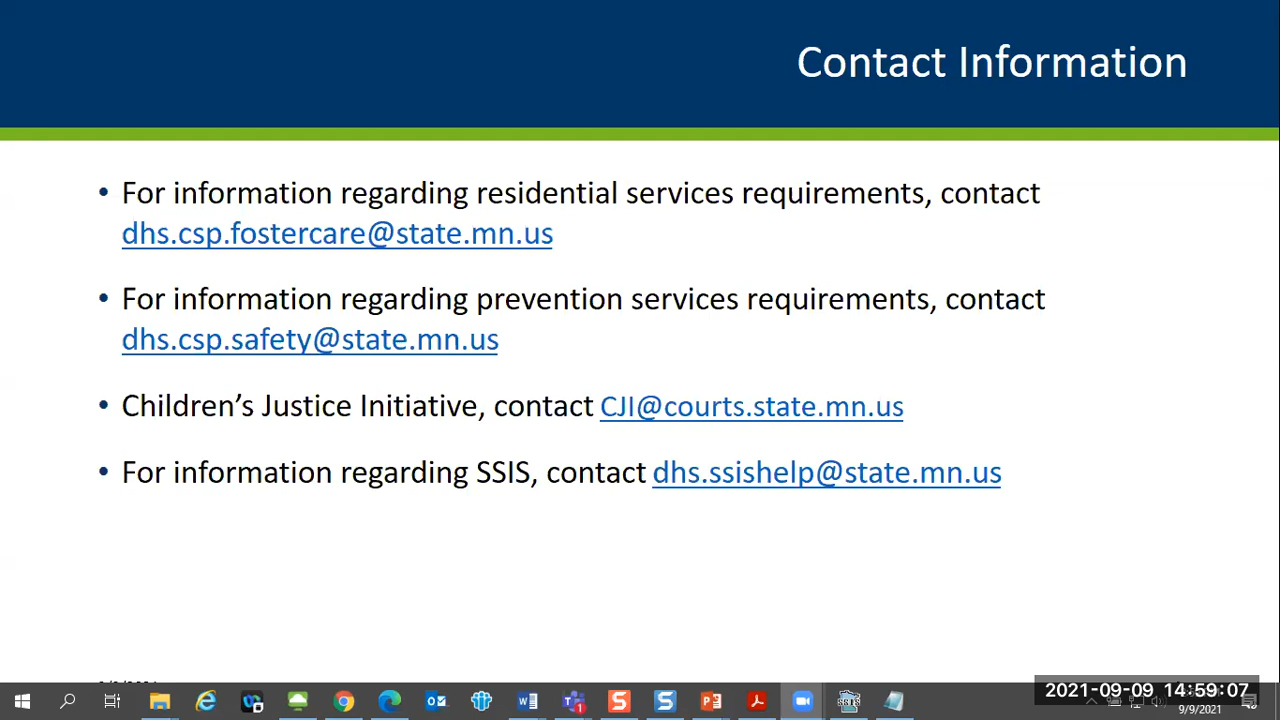 Contact Information
• For information regarding residential services requirements, contact
dhs.csp.fostercare@state.mn.us
• For information regarding prevention services requirements, contact
dhs.csp.safety@state.mn.us
• Children’s Justice Initiative, contact CJI@courts.state.mn.us
• For information regarding SSIS, contact dhs.ssishelp@state.mn.us
2021-09-09 14:59:07
9/9/2021